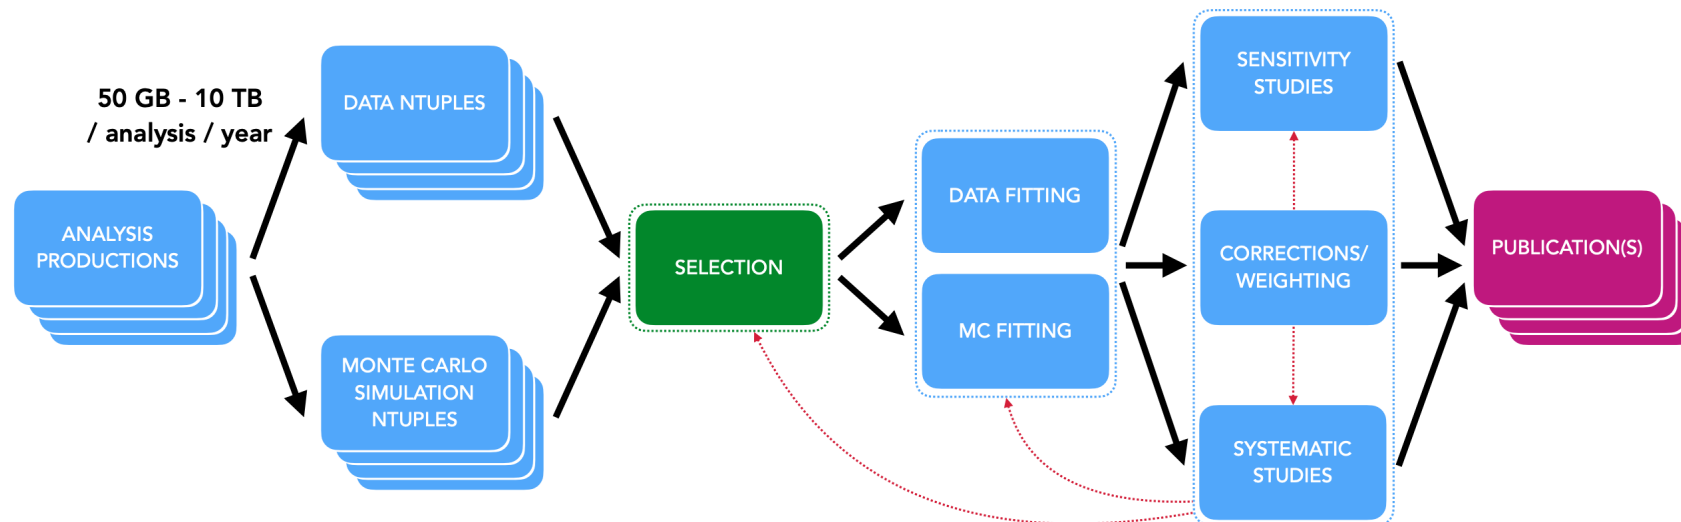 50 GB - 10 TB
/ analysis / year
ANALYSIS
PRODUCTIONS
DATA NTUPLES
MONTE CARLO
SIMULATION
NTUPLES
SELECTION
DATA FITTING
MC FITTING
SENSITIVITY
STUDIES
CORRECTIONS/
WEIGHTING
SYSTEMATIC
STUDIES
PUBLICATION(S)